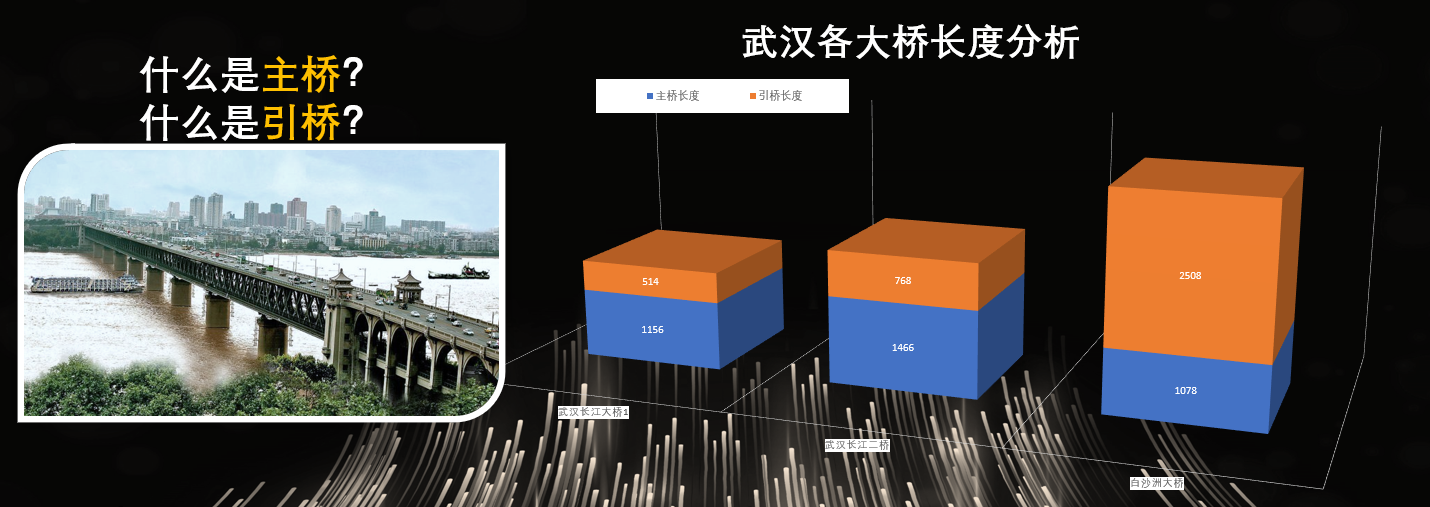 什么是主桥?
什么是引桥?
武汉各大桥长度分析
主桥长度 引桥长度
514
1156
768
1466
2508
1078
武汉长江大桥1
武汉长江二桥
白沙洲大桥